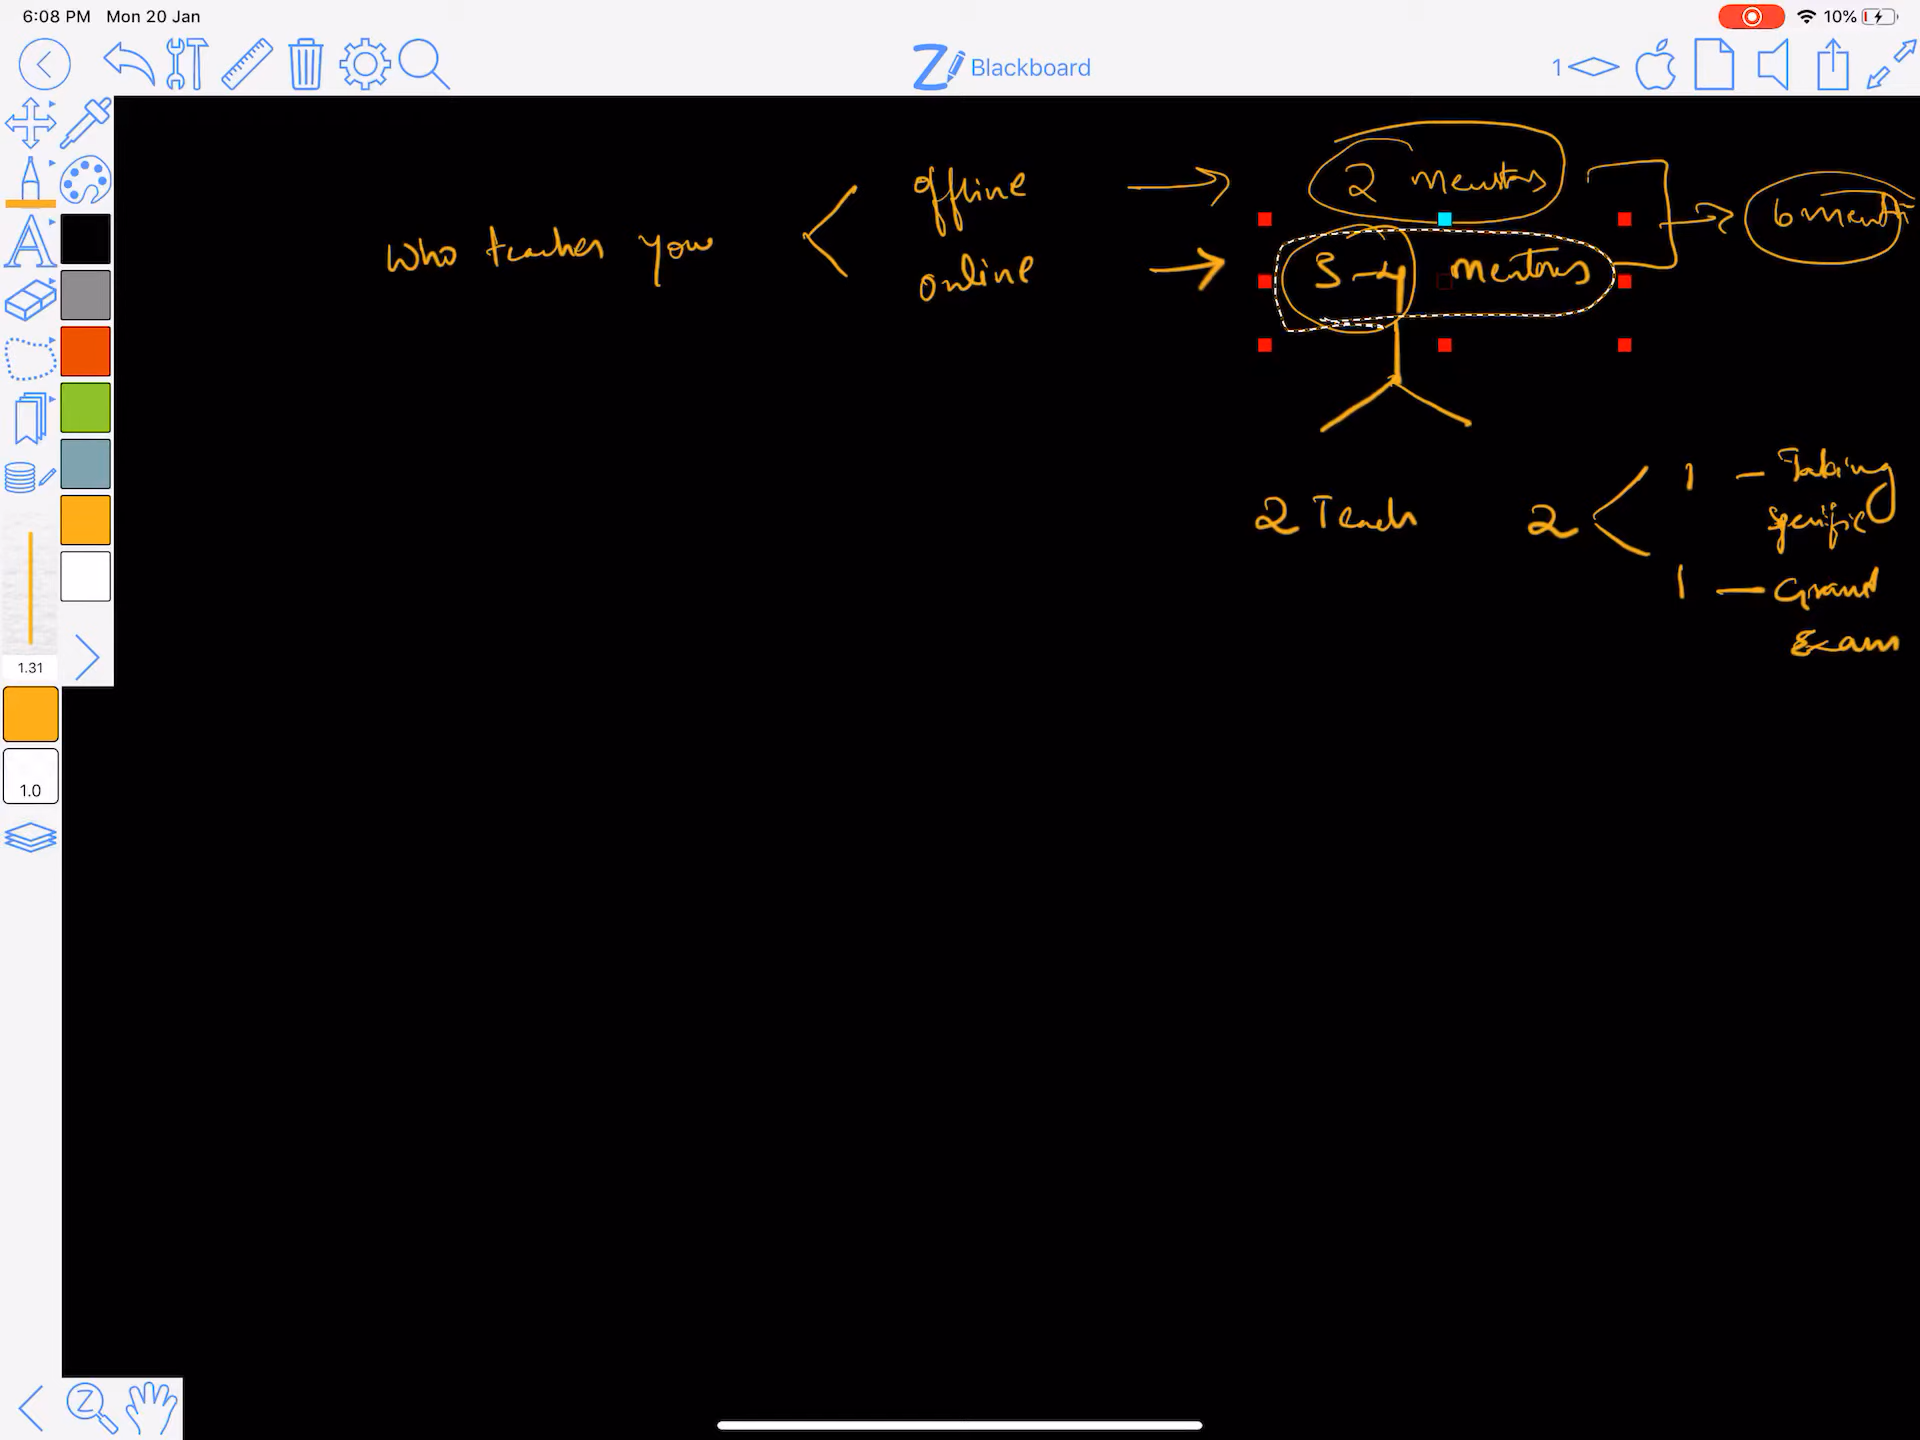 6:08 PM Mon 20 Jan
10%
Blackboard
1
A
1.31
1.0
Who teaches you
offline
2 mentors
online
3-4 mentors
6 ment
2 Teach
2
1 - Taking specific
1 - Grand Exam